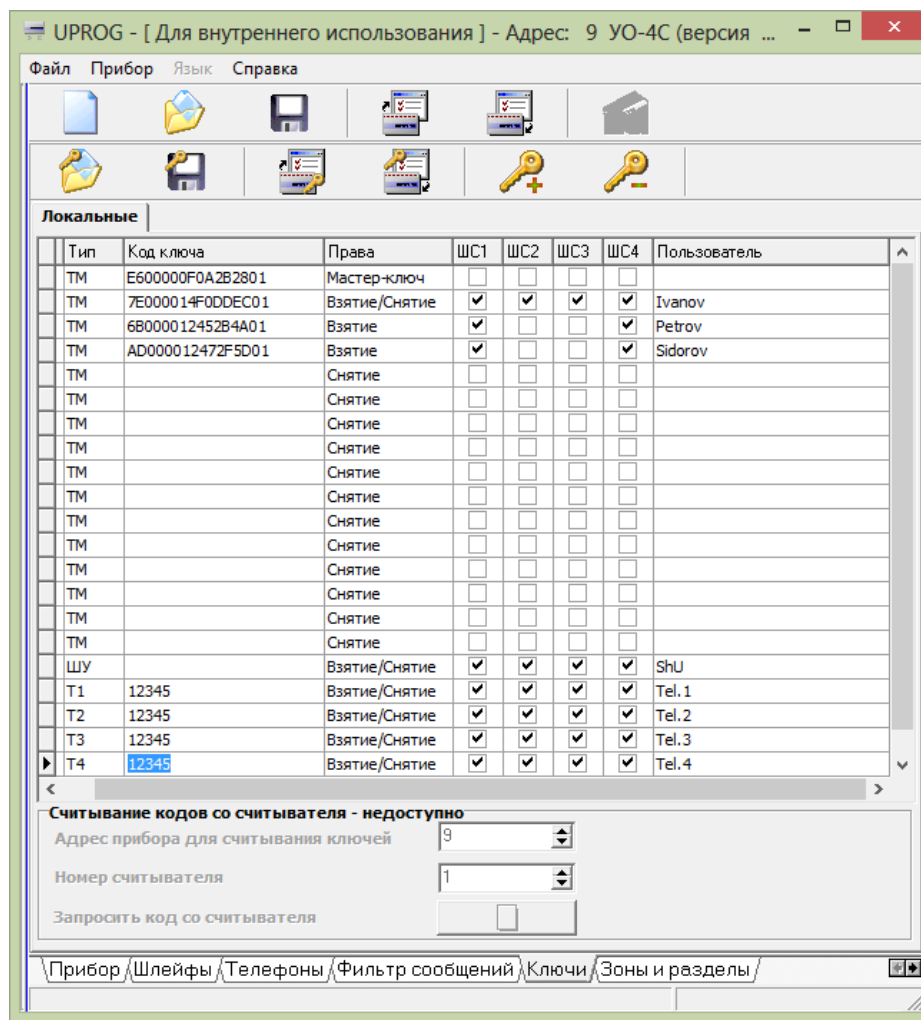 UPROG - [ Для внутреннего использования ] - Адрес: 9 УО-4С (версия ...
Файл Прибор Язык Справка
Локальные
Тип Код ключа Права ШС1 ШС2 ШС3 ШС4 Пользователь
ТМ E600000F0A2B2801 Мастер-ключ
ТМ 7E000014F0DDEC01 Взятие/Снятие Ivanov
ТМ 6B000012452B4A01 Взятие Petrov
ТМ AD000012472F5D01 Взятие Sidorov
ТМ Снятие
ТМ Снятие
ТМ Снятие
ТМ Снятие
ТМ Снятие
ТМ Снятие
ТМ Снятие
ТМ Снятие
ТМ Снятие
ТМ Снятие
ТМ Снятие
ТМ Снятие
ШУ Взятие/Снятие ShU
Т1 12345 Взятие/Снятие Tel.1
Т2 12345 Взятие/Снятие Tel.2
Т3 12345 Взятие/Снятие Tel.3
Т4 12345 Взятие/Снятие Tel.4
Считывание кодов со считывателя - недоступно
Адрес прибора для считывания ключей 9
Номер считывателя 1
Запросить код со считывателя
Прибор Шлейфы Телефоны Фильтр сообщений Ключи Зоны и разделы